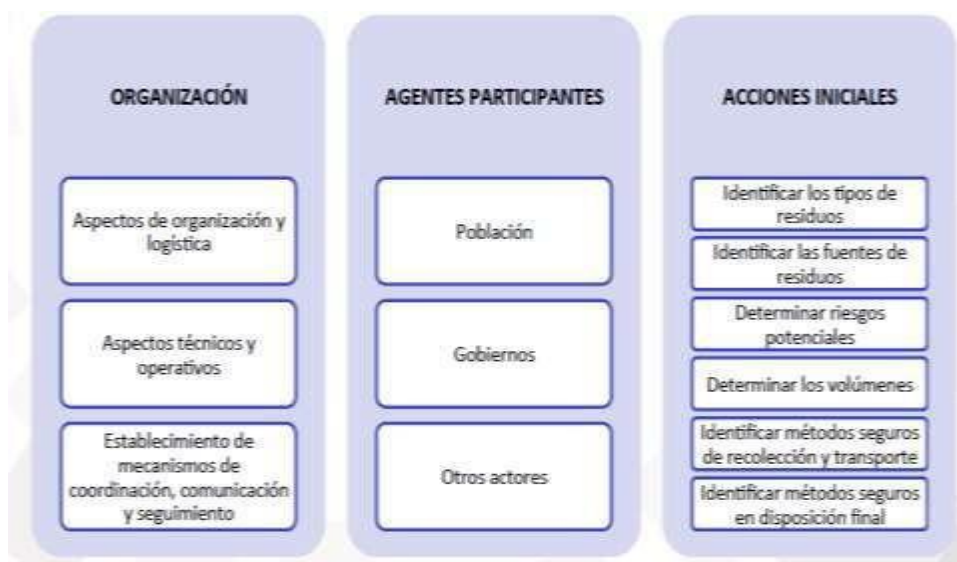 ORGANIZACIÓN
Aspectos de organización y
logística
Aspectos técnicos y
operativos
Establecimiento de
mecanismos de
coordinación, comunicación
y seguimiento
AGENTES PARTICIPANTES
Población
Gobiernos
Otros actores
ACCIONES INICIALES
Identificar los tipos de
residuos
Identificar las fuentes de
residuos
Determinar riesgos
potenciales
Determinar los volúmenes
Identificar métodos seguros
de recolección y transporte
Identificar métodos seguros
en disposición final